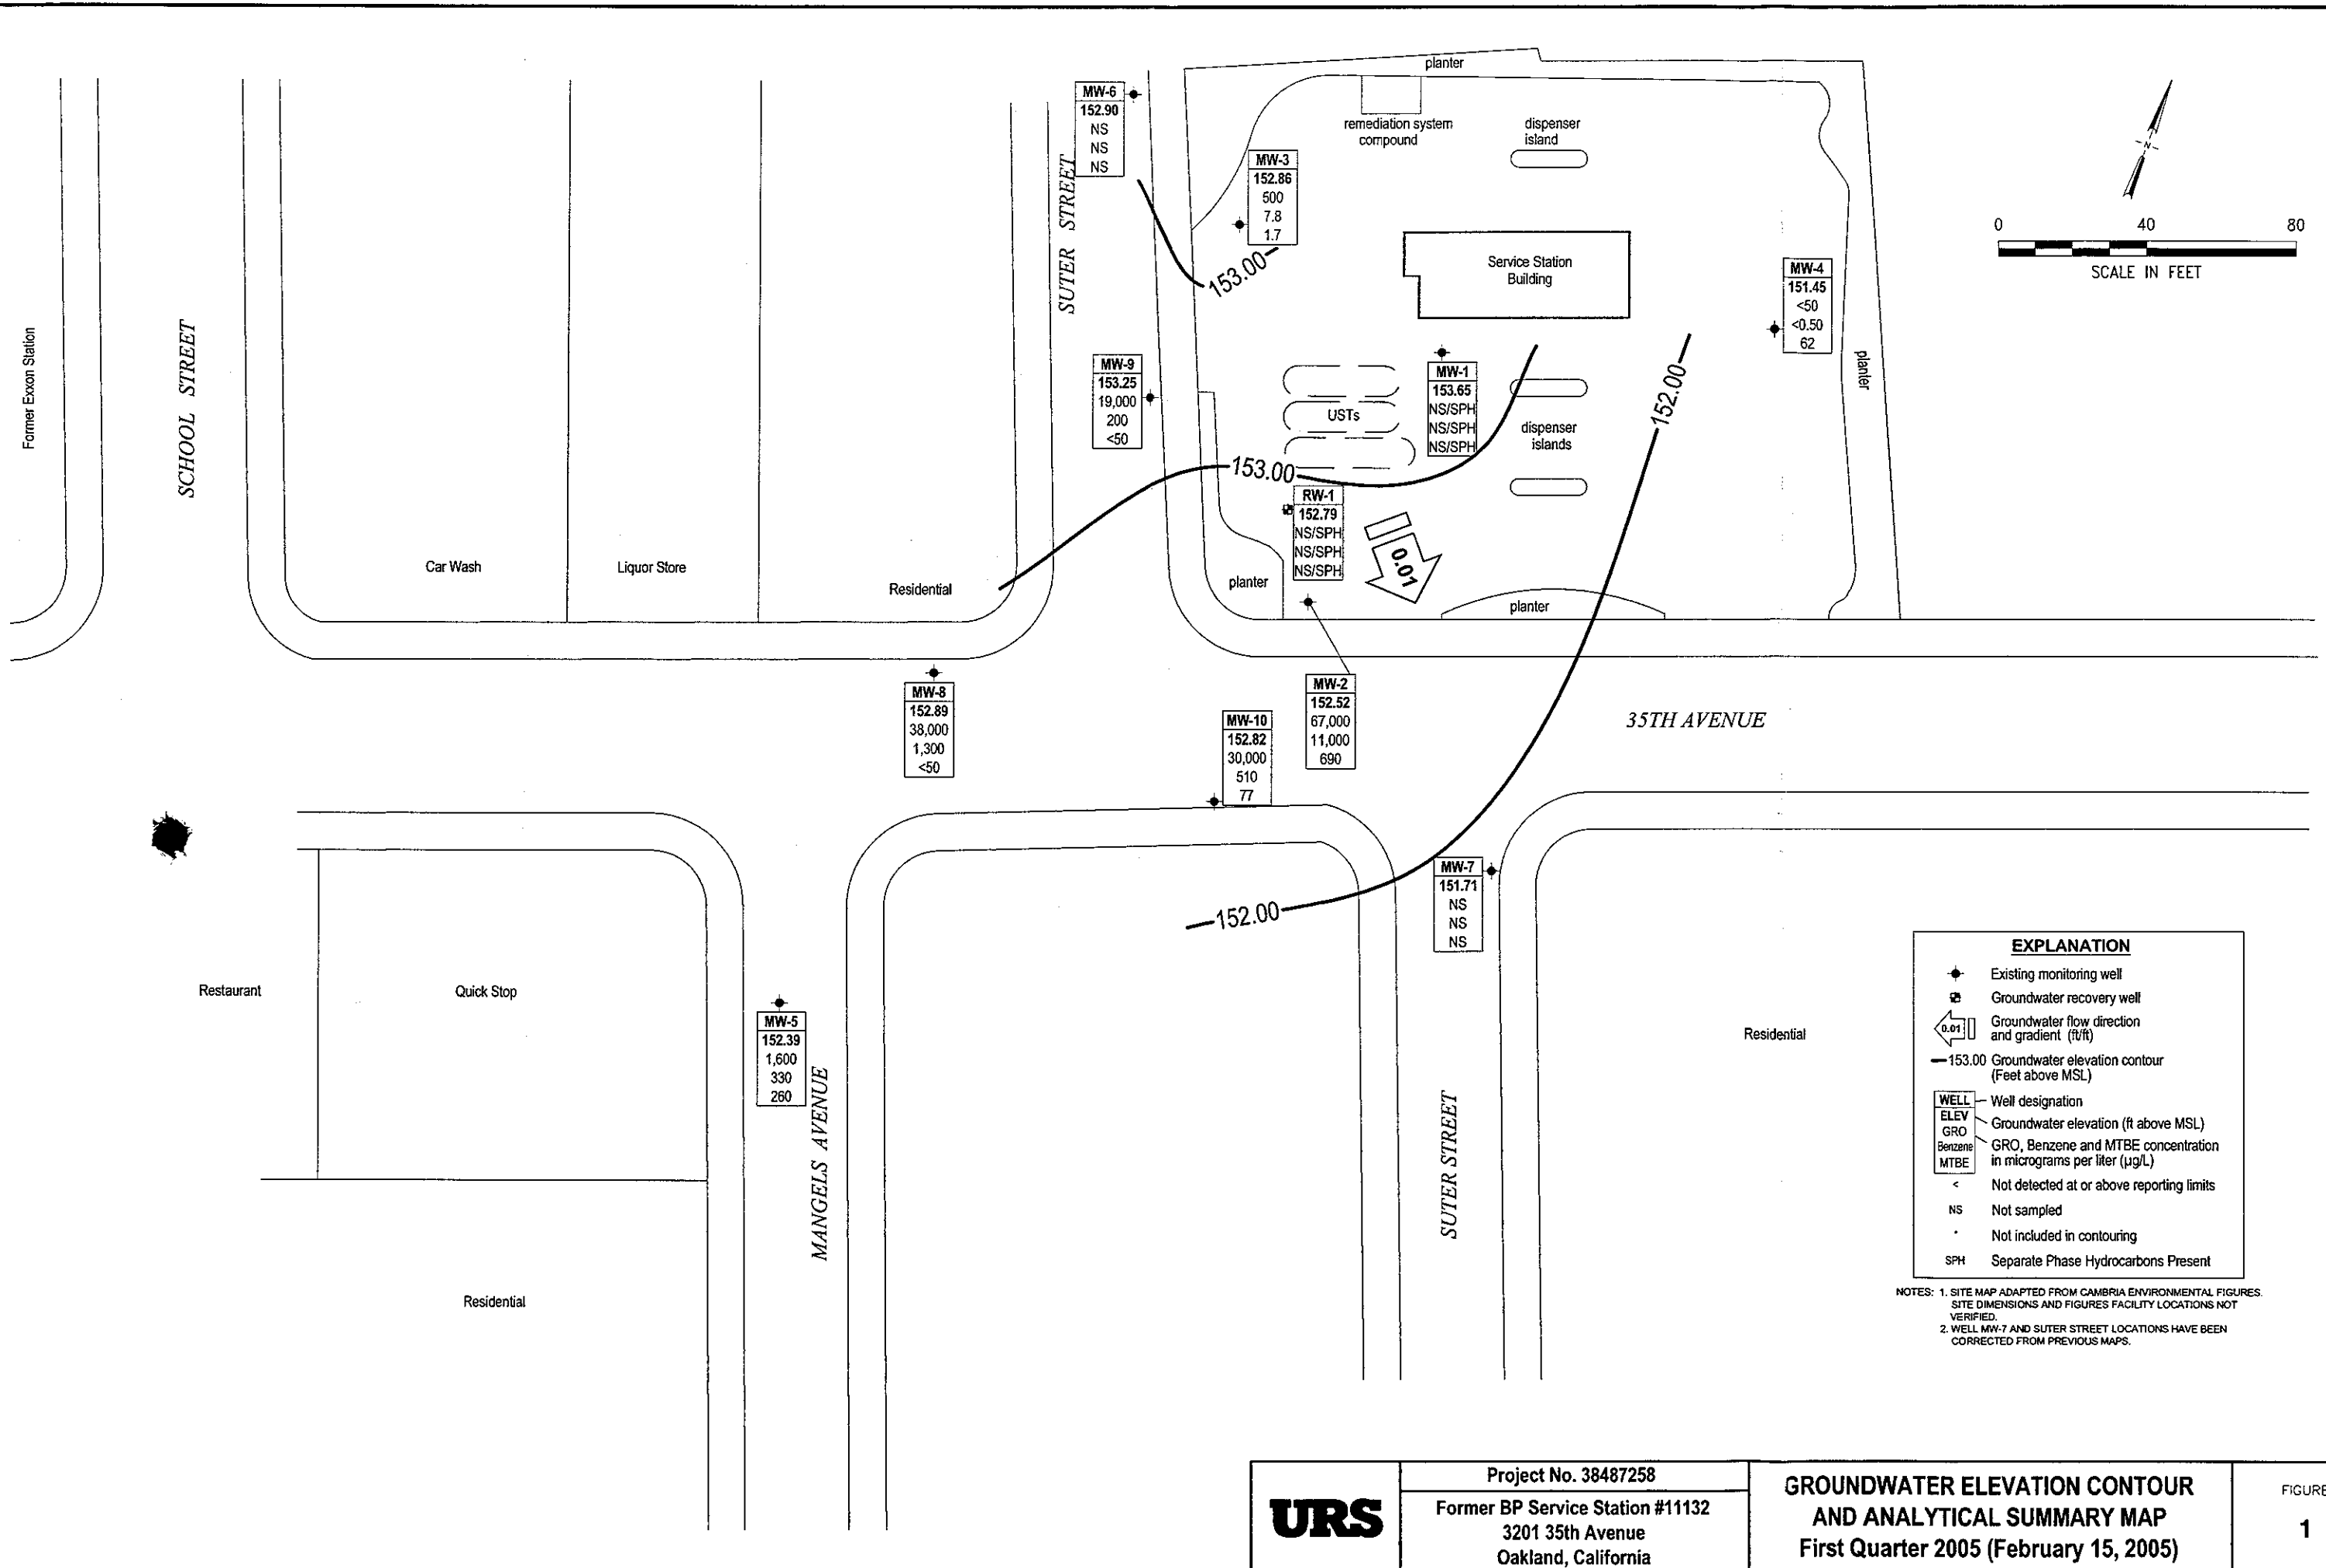 planter
MW-6
152.90
NS
NS
NS
remediation system
compound
dispenser
island
MW-3
152.86
500
7.8
1.7
SUTER STREET
153.00
Service Station
Building
MW-4
151.45
<50
<0.50
62
planter
N
0 40 80
SCALE IN FEET
Former Exxon Station
SCHOOL STREET
MW-9
153.25
19,000
200
<50
USTs
MW-1
153.65
NS/SPH
NS/SPH
NS/SPH
dispenser
islands
152.00
153.00
RW-1
152.79
NS/SPH
NS/SPH
NS/SPH
0.01
Car Wash
Liquor Store
Residential
planter
planter
MW-8
152.89
38,000
1,300
<50
MW-10
152.82
30,000
510
77
MW-2
152.52
67,000
11,000
690
35TH AVENUE
152.00
MW-7
151.71
NS
NS
NS
Restaurant
Quick Stop
MW-5
152.39
1,600
330
260
MANGELS AVENUE
SUTER STREET
Residential
Residential
EXPLANATION
Existing monitoring well
Groundwater recovery well
0.01 Groundwater flow direction
and gradient (ft/ft)
153.00 Groundwater elevation contour
(Feet above MSL)
WELL Well designation
ELEV Groundwater elevation (ft above MSL)
GRO
Benzene GRO, Benzene and MTBE concentration
MTBE in micrograms per liter (µg/L)
< Not detected at or above reporting limits
NS Not sampled
* Not included in contouring
SPH Separate Phase Hydrocarbons Present
NOTES: 1. SITE MAP ADAPTED FROM CAMBRIA ENVIRONMENTAL FIGURES.
SITE DIMENSIONS AND FIGURES FACILITY LOCATIONS NOT
VERIFIED.
2. WELL MW-7 AND SUTER STREET LOCATIONS HAVE BEEN
CORRECTED FROM PREVIOUS MAPS.
URS
Project No. 38487258
Former BP Service Station #11132
3201 35th Avenue
Oakland, California
GROUNDWATER ELEVATION CONTOUR
AND ANALYTICAL SUMMARY MAP
First Quarter 2005 (February 15, 2005)
FIGURE
1